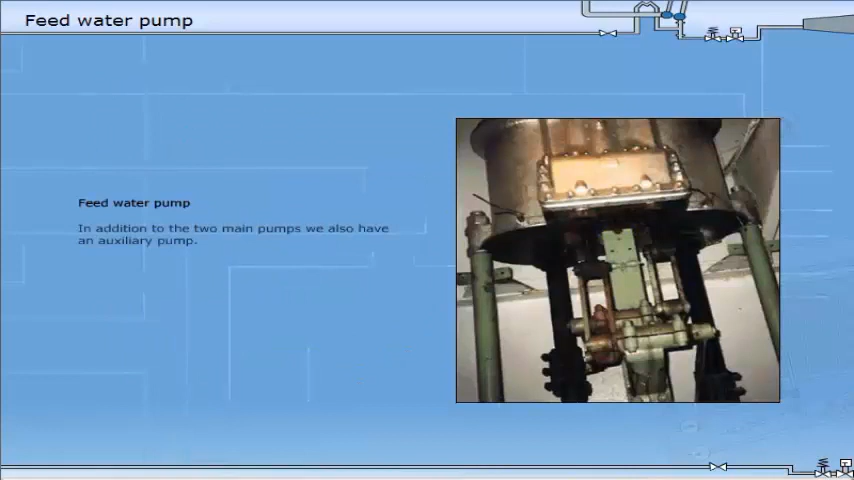 Feed water pump
Feed water pump
In addition to the two main pumps we also have
an auxiliary pump.